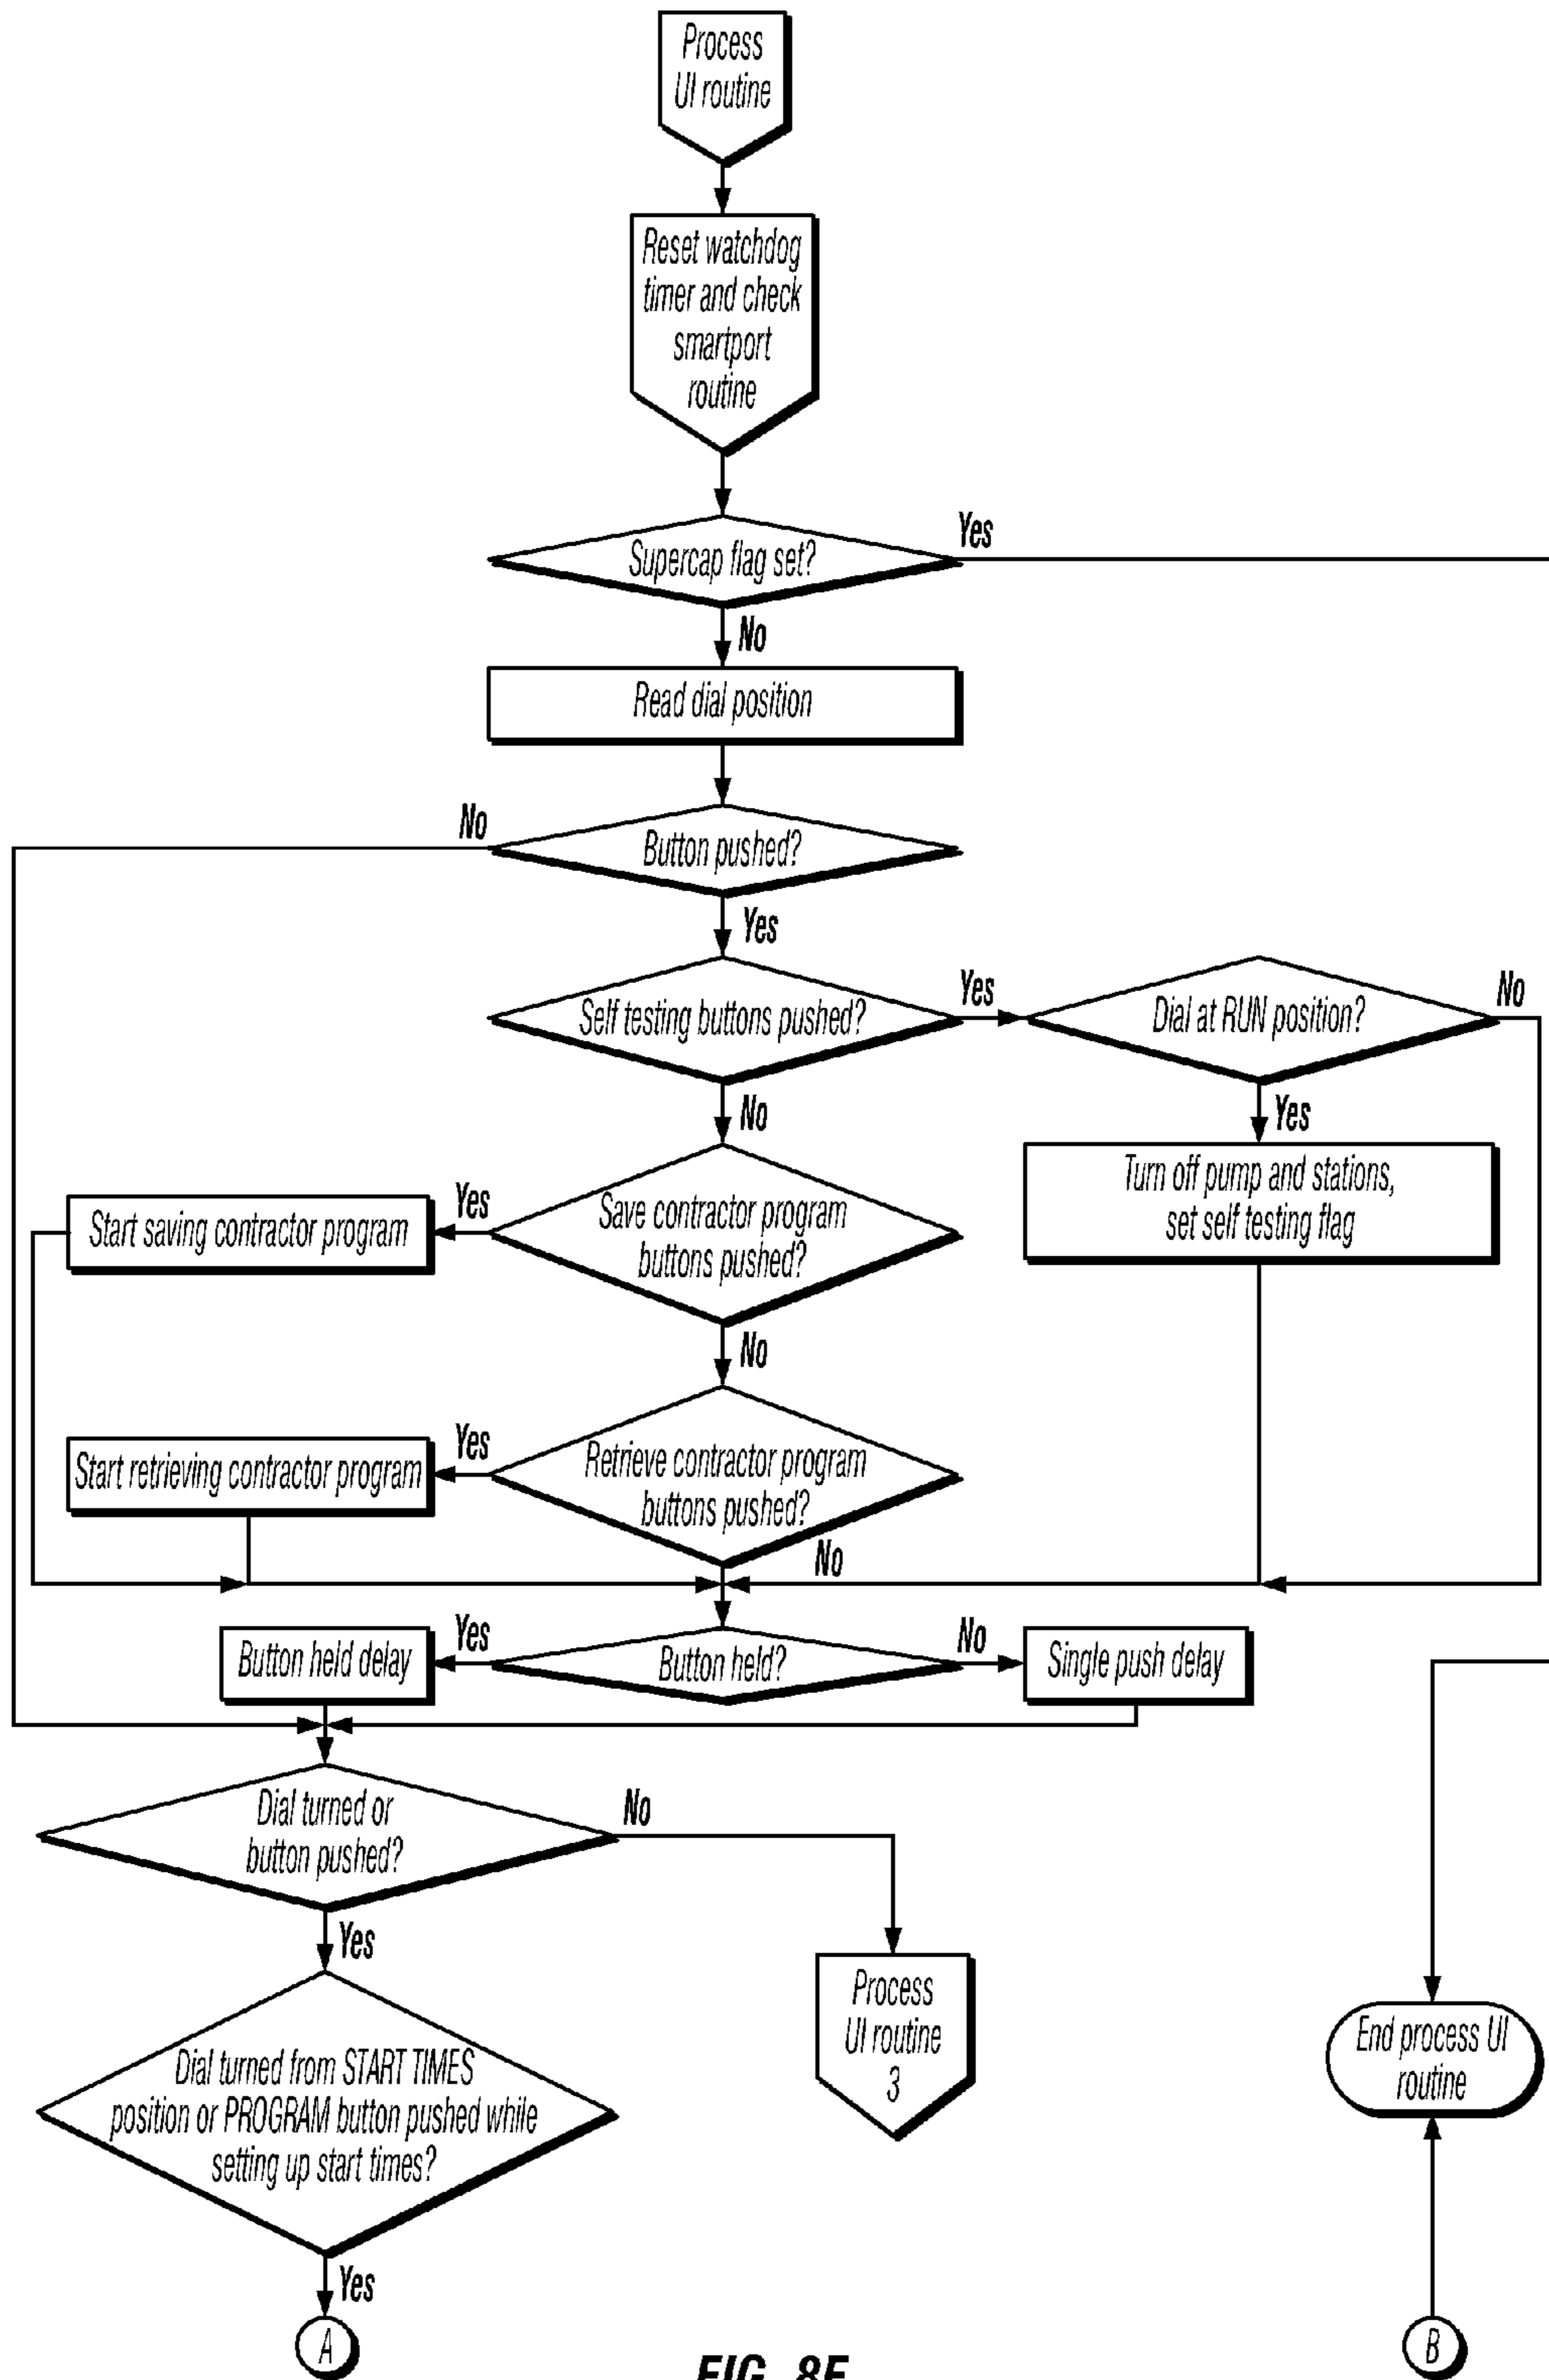 Process
UI routine
Reset watchdog
timer and check
smartport
routine
Supercap flag set?
Yes
No
Read dial position
No
Button pushed?
Yes
Self testing buttons pushed?
Yes
Dial at RUN position?
No
No
Yes
Turn off pump and stations,
set self testing flag
Start saving contractor program
Yes
Save contractor program
buttons pushed?
No
Start retrieving contractor program
Yes
Retrieve contractor program
buttons pushed?
No
Button held delay
Yes
Button held?
No
Single push delay
Dial turned or
button pushed?
No
Yes
Process
UI routine
3
Dial turned from START TIMES
position or PROGRAM button pushed while
setting up start times?
End process UI
routine
Yes
A
B
FIG. 8E